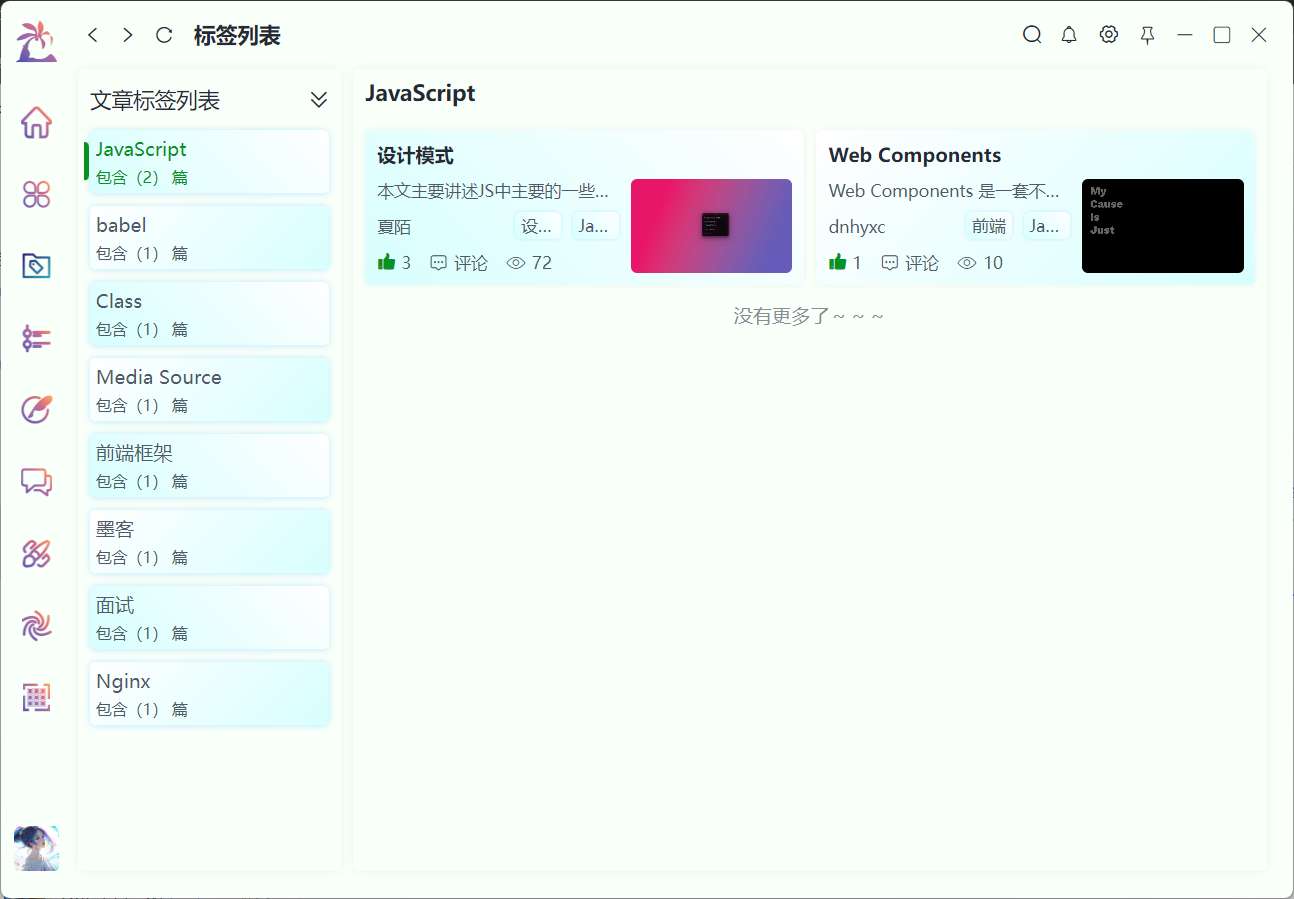 标签列表
文章标签列表
JavaScript
包含（2）篇
babel
包含（1）篇
Class
包含（1）篇
Media Source
包含（1）篇
前端框架
包含（1）篇
墨客
包含（1）篇
面试
包含（1）篇
Nginx
包含（1）篇
JavaScript
设计模式
本文主要讲述JS中主要的一些...
夏陌 设... Ja...
3 评论 72
Web Components
Web Components 是一套不...
dnhyxc 前端 Ja...
1 评论 10
My
Cause
Is
Just
没有更多了～～～